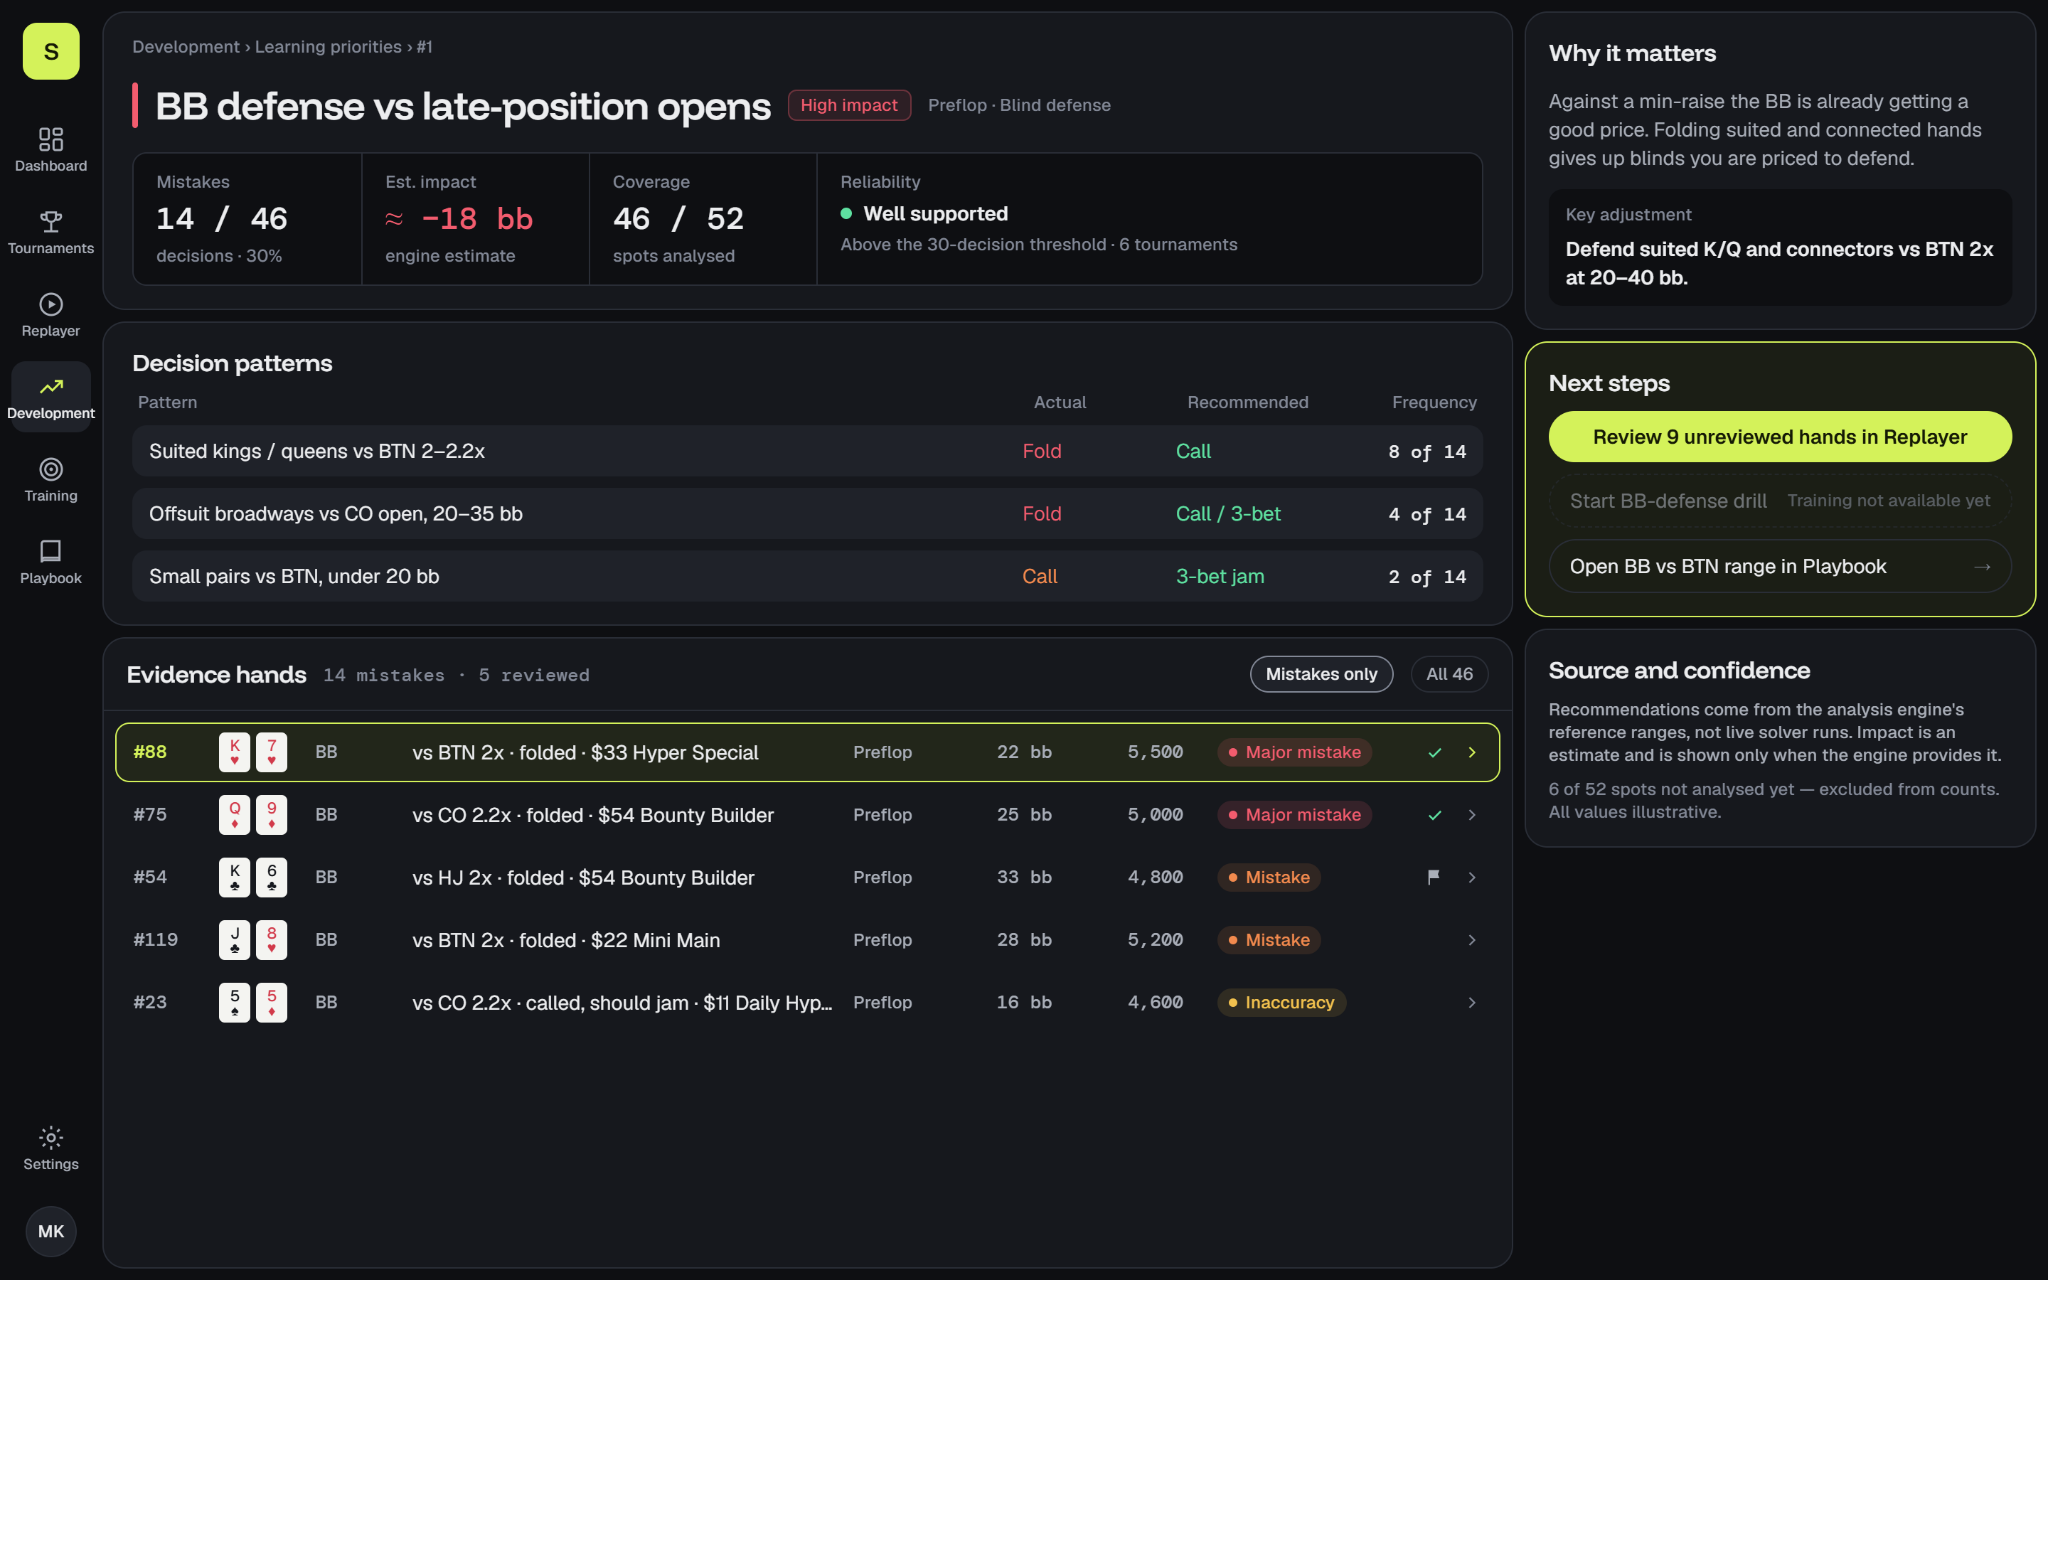 S
Dashboard
Tournaments
Replayer
Development
Training
Playbook
Settings
MK
Development › Learning priorities › #1
BB defense vs late-position opens High impact Preflop · Blind defense
Mistakes
14 / 46
decisions · 30%
Est. impact
≈ −18 bb
engine estimate
Coverage
46 / 52
spots analysed
Reliability
Well supported
Above the 30-decision threshold · 6 tournaments
Decision patterns
Pattern Actual Recommended Frequency
Suited kings / queens vs BTN 2–2.2x Fold Call 8 of 14
Offsuit broadways vs CO open, 20–35 bb Fold Call / 3-bet 4 of 14
Small pairs vs BTN, under 20 bb Call 3-bet jam 2 of 14
Evidence hands 14 mistakes · 5 reviewed Mistakes only All 46
#88 K♥ 7♥ BB vs BTN 2x · folded · $33 Hyper Special Preflop 22 bb 5,500 Major mistake
#75 Q♦ 9♦ BB vs CO 2.2x · folded · $54 Bounty Builder Preflop 25 bb 5,000 Major mistake
#54 K♣ 6♣ BB vs HJ 2x · folded · $54 Bounty Builder Preflop 33 bb 4,800 Mistake
#119 J♣ 8♥ BB vs BTN 2x · folded · $22 Mini Main Preflop 28 bb 5,200 Mistake
#23 5♠ 5♦ BB vs CO 2.2x · called, should jam · $11 Daily Hyp... Preflop 16 bb 4,600 Inaccuracy
Why it matters
Against a min-raise the BB is already getting a
good price. Folding suited and connected hands
gives up blinds you are priced to defend.
Key adjustment
Defend suited K/Q and connectors vs BTN 2x
at 20–40 bb.
Next steps
Review 9 unreviewed hands in Replayer
Start BB-defense drill Training not available yet
Open BB vs BTN range in Playbook →
Source and confidence
Recommendations come from the analysis engine's
reference ranges, not live solver runs. Impact is an
estimate and is shown only when the engine provides it.
6 of 52 spots not analysed yet — excluded from counts.
All values illustrative.